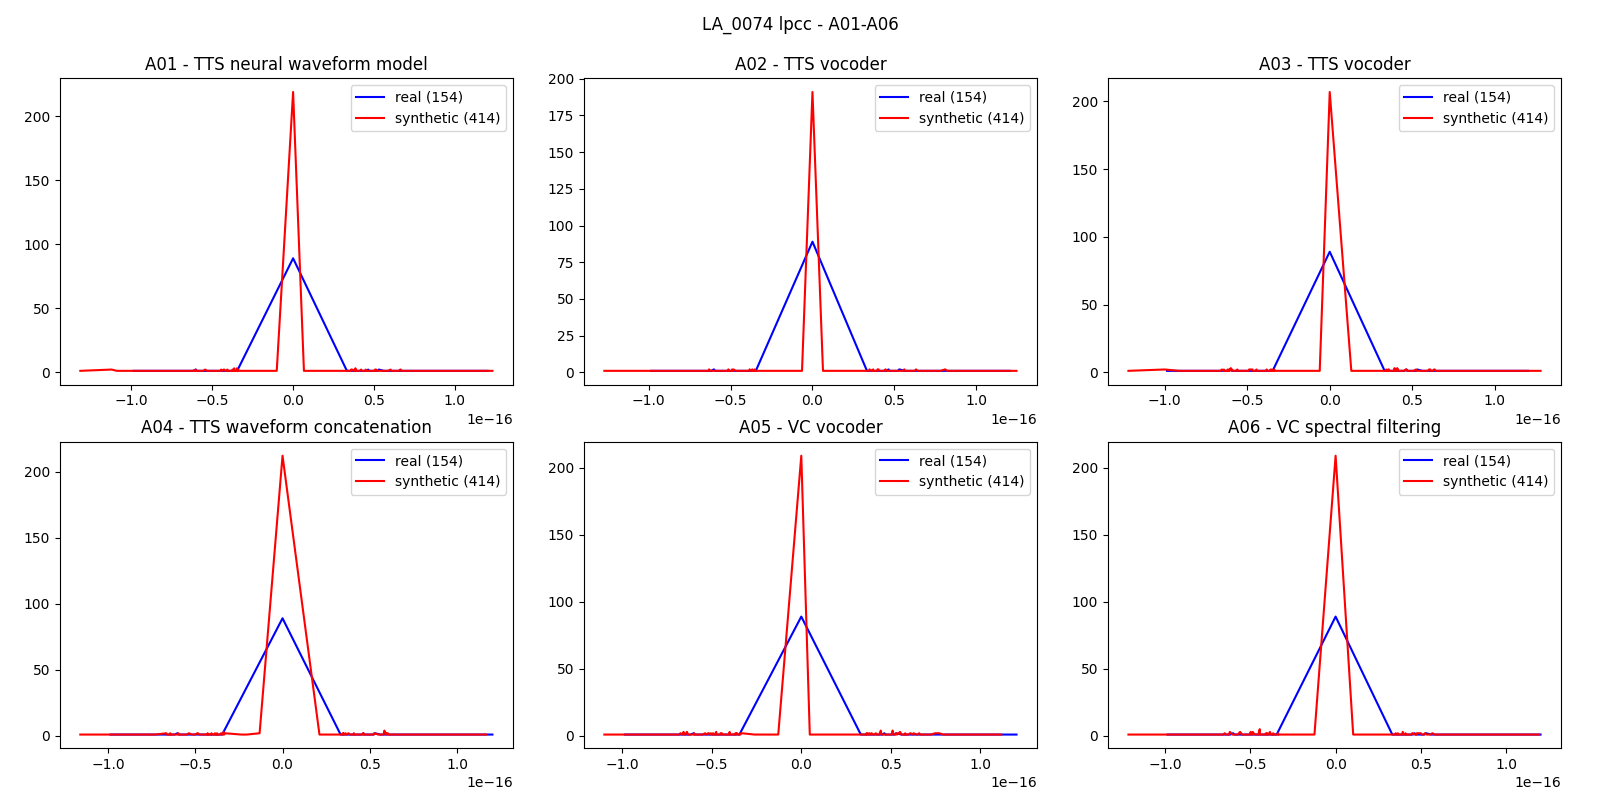 LA_0074 lpcc - A01-A06
A01 - TTS neural waveform model
real (154)
synthetic (414)
200
150
100
50
0
−1.0 −0.5 0.0 0.5 1.0
1e−16
A02 - TTS vocoder
real (154)
synthetic (414)
200
175
150
125
100
75
50
25
0
−1.0 −0.5 0.0 0.5 1.0
1e−16
A03 - TTS vocoder
real (154)
synthetic (414)
200
150
100
50
0
−1.0 −0.5 0.0 0.5 1.0
1e−16
A04 - TTS waveform concatenation
real (154)
synthetic (414)
200
150
100
50
0
−1.0 −0.5 0.0 0.5 1.0
1e−16
A05 - VC vocoder
real (154)
synthetic (414)
200
150
100
50
0
−1.0 −0.5 0.0 0.5 1.0
1e−16
A06 - VC spectral filtering
real (154)
synthetic (414)
200
150
100
50
0
−1.0 −0.5 0.0 0.5 1.0
1e−16